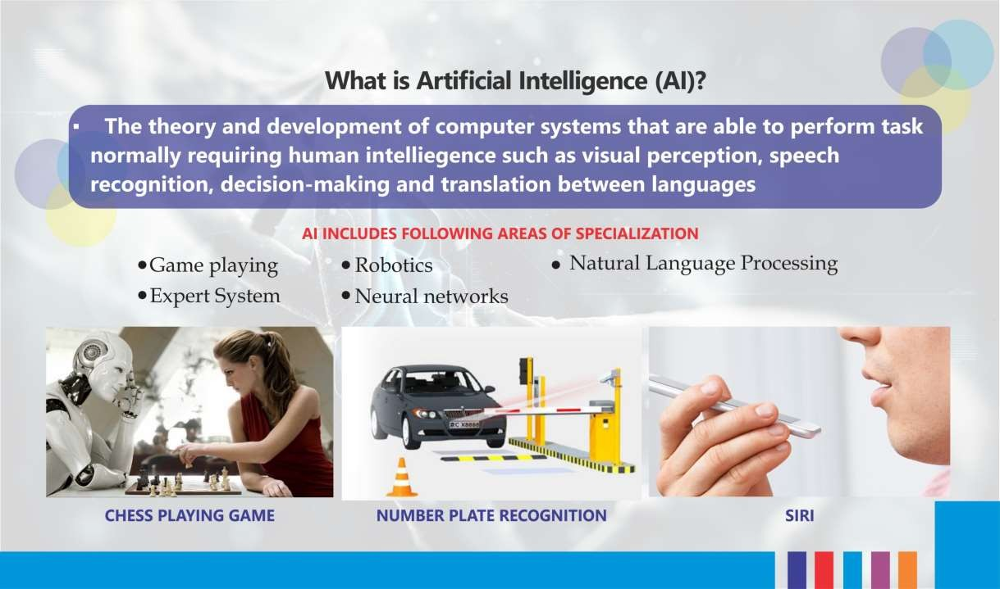 What is Artificial Intelligence (AI)?
▪ The theory and development of computer systems that are able to perform task
normally requiring human intelliegence such as visual perception, speech
recognition, decision-making and translation between languages
AI INCLUDES FOLLOWING AREAS OF SPECIALIZATION
•Game playing
•Expert System
•Robotics
•Neural networks
• Natural Language Processing
CHESS PLAYING GAME
NUMBER PLATE RECOGNITION
SIRI